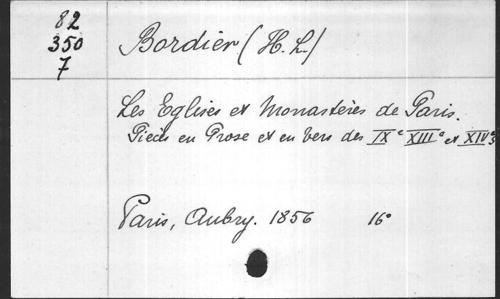 82
350
7
Bordier (H. L.)
Les Eglises et Monastères de Paris.
Pieces en Prose et en Vers des IXe XIIIe et XIVe s
Paris, Aubry. 1856 16°